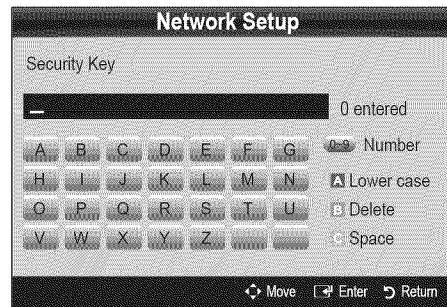 Network Setup
Security Key
_ 0 entered
A B C D E F G 0~9 Number
H I J K L M N A Lower case
O P Q R S T U B Delete
V W X Y Z C Space
Move Enter Return